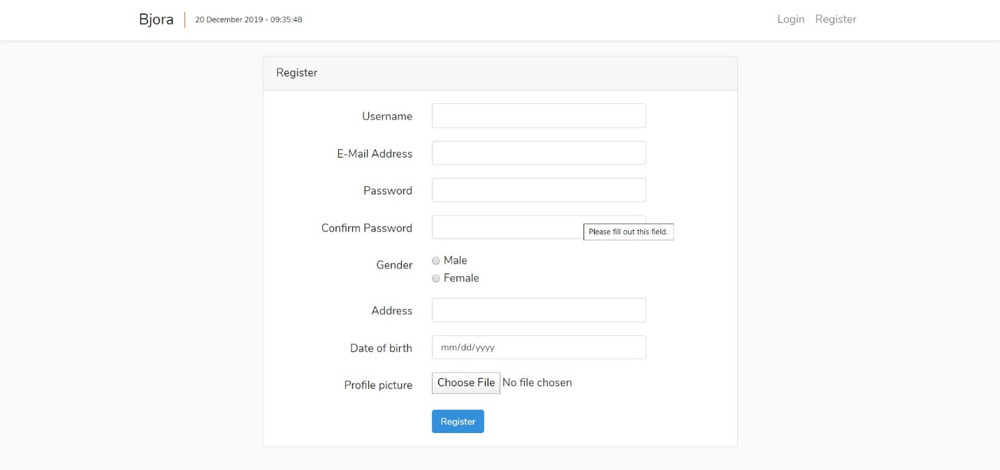 Bjora 20 December 2019 - 09:35:48 Login Register
Register
Username
E-Mail Address
Password
Confirm Password
Please fill out this field.
Gender
Male
Female
Address
Date of birth mm/dd/yyyy
Profile picture Choose File No file chosen
Register